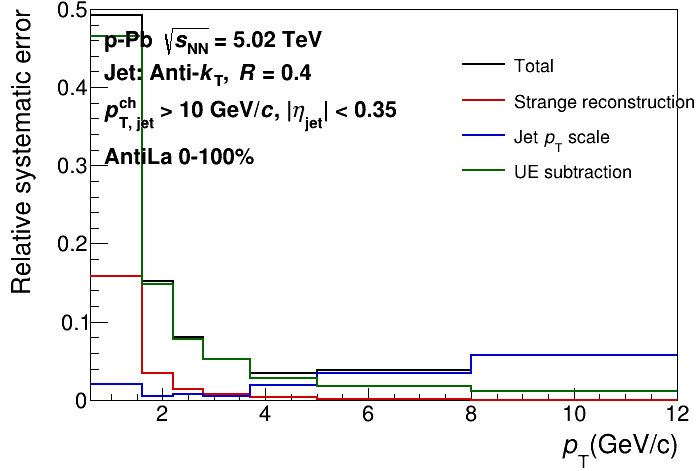 Relative systematic error
0.5
0.4
0.3
0.2
0.1
0
p-Pb √sNN = 5.02 TeV
Jet: Anti-kT, R = 0.4
pT, jet ch > 10 GeV/c, |ηjet| < 0.35
AntiLa 0-100%
Total
Strange reconstruction
Jet pT scale
UE subtraction
2 4 6 8 10 12
pT(GeV/c)